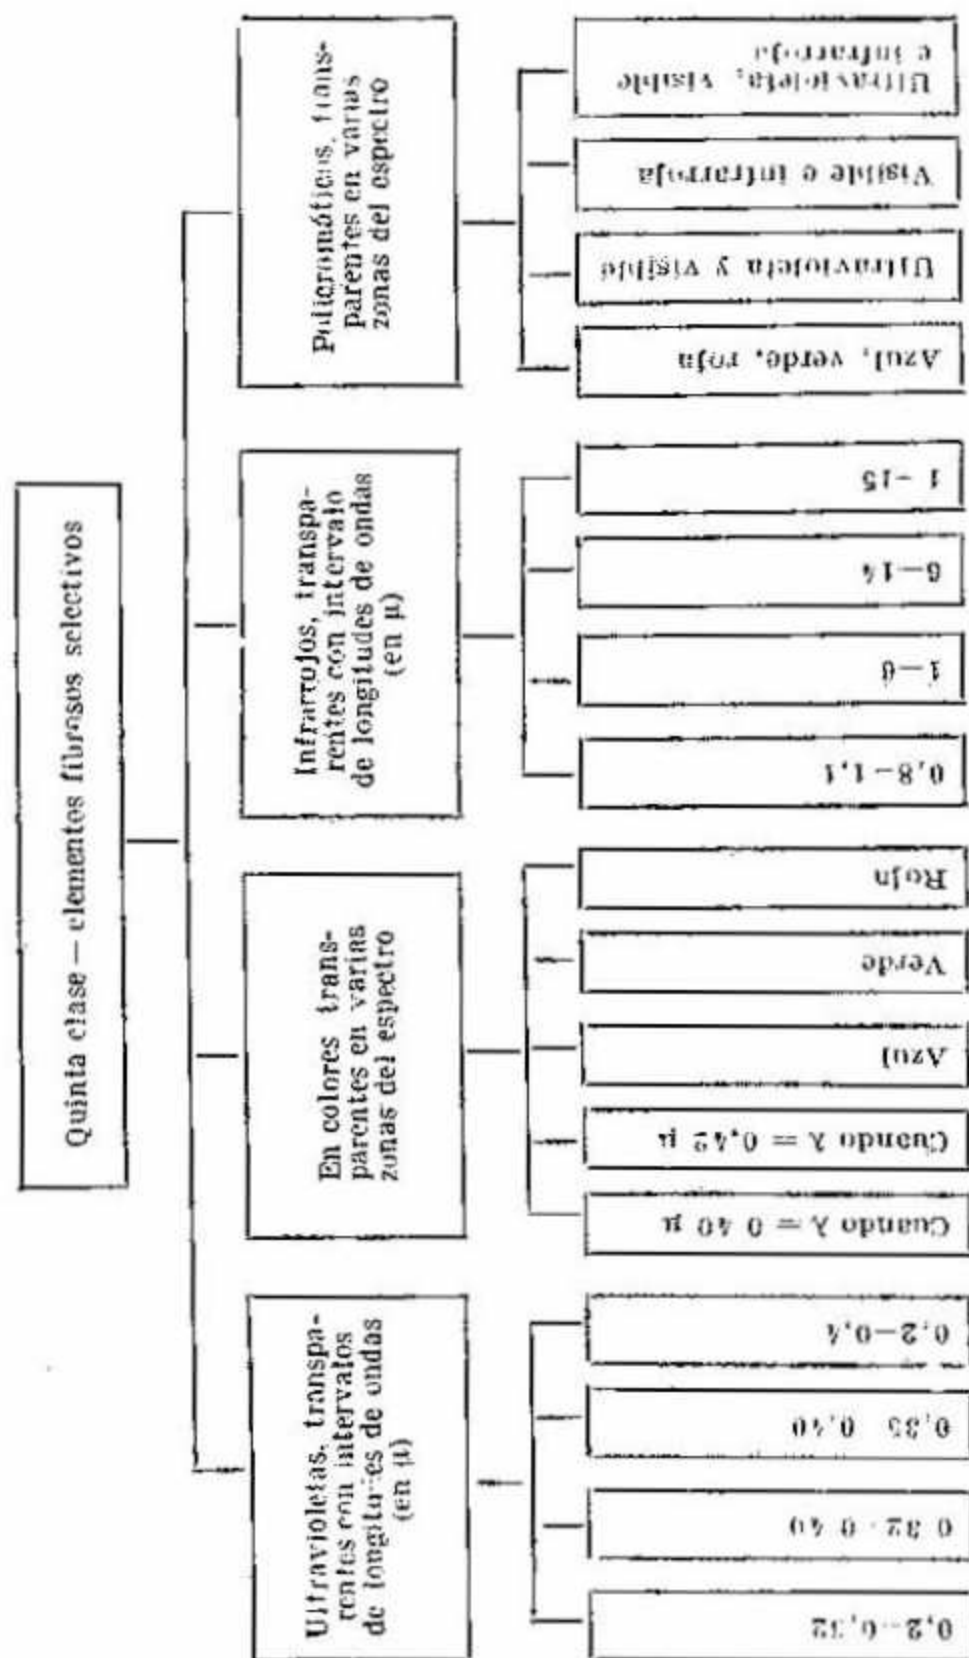 Quinta clase — elementos fibrosos selectivos
Ultravioletas, transpa-
rentes con intervalos
de longitudes de ondas
(en μ)
En colores trans-
parentes en varias
zonas del espectro
Infrarrojos, transpa-
rentes con intervalo
de longitudes de ondas
(en μ)
Policromáticos, trans-
parentes en varias
zonas del espectro
0,2—0,32
0 32-0 40
0,35 0,40
0,2—0,4
Cuando λ = 0 40 μ
Cuando λ = 0,42 μ
Azul
Verde
Roja
0,8—1,1
1—6
6—14
1-15
Azul, verde, roja
Ultravioleta y visible
Visible e infrarroja
Ultravioleta, visible
e infrarroja